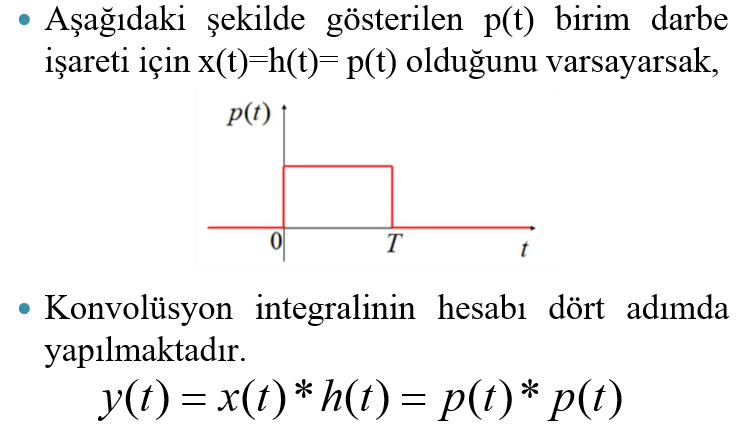 • Aşağıdaki şekilde gösterilen p(t) birim darbe
işareti için x(t)=h(t)= p(t) olduğunu varsayarsak,
p(t)
0
T
t
• Konvolüsyon integralinin hesabı dört adımda
yapılmaktadır.
y(t) = x(t) * h(t) = p(t) * p(t)